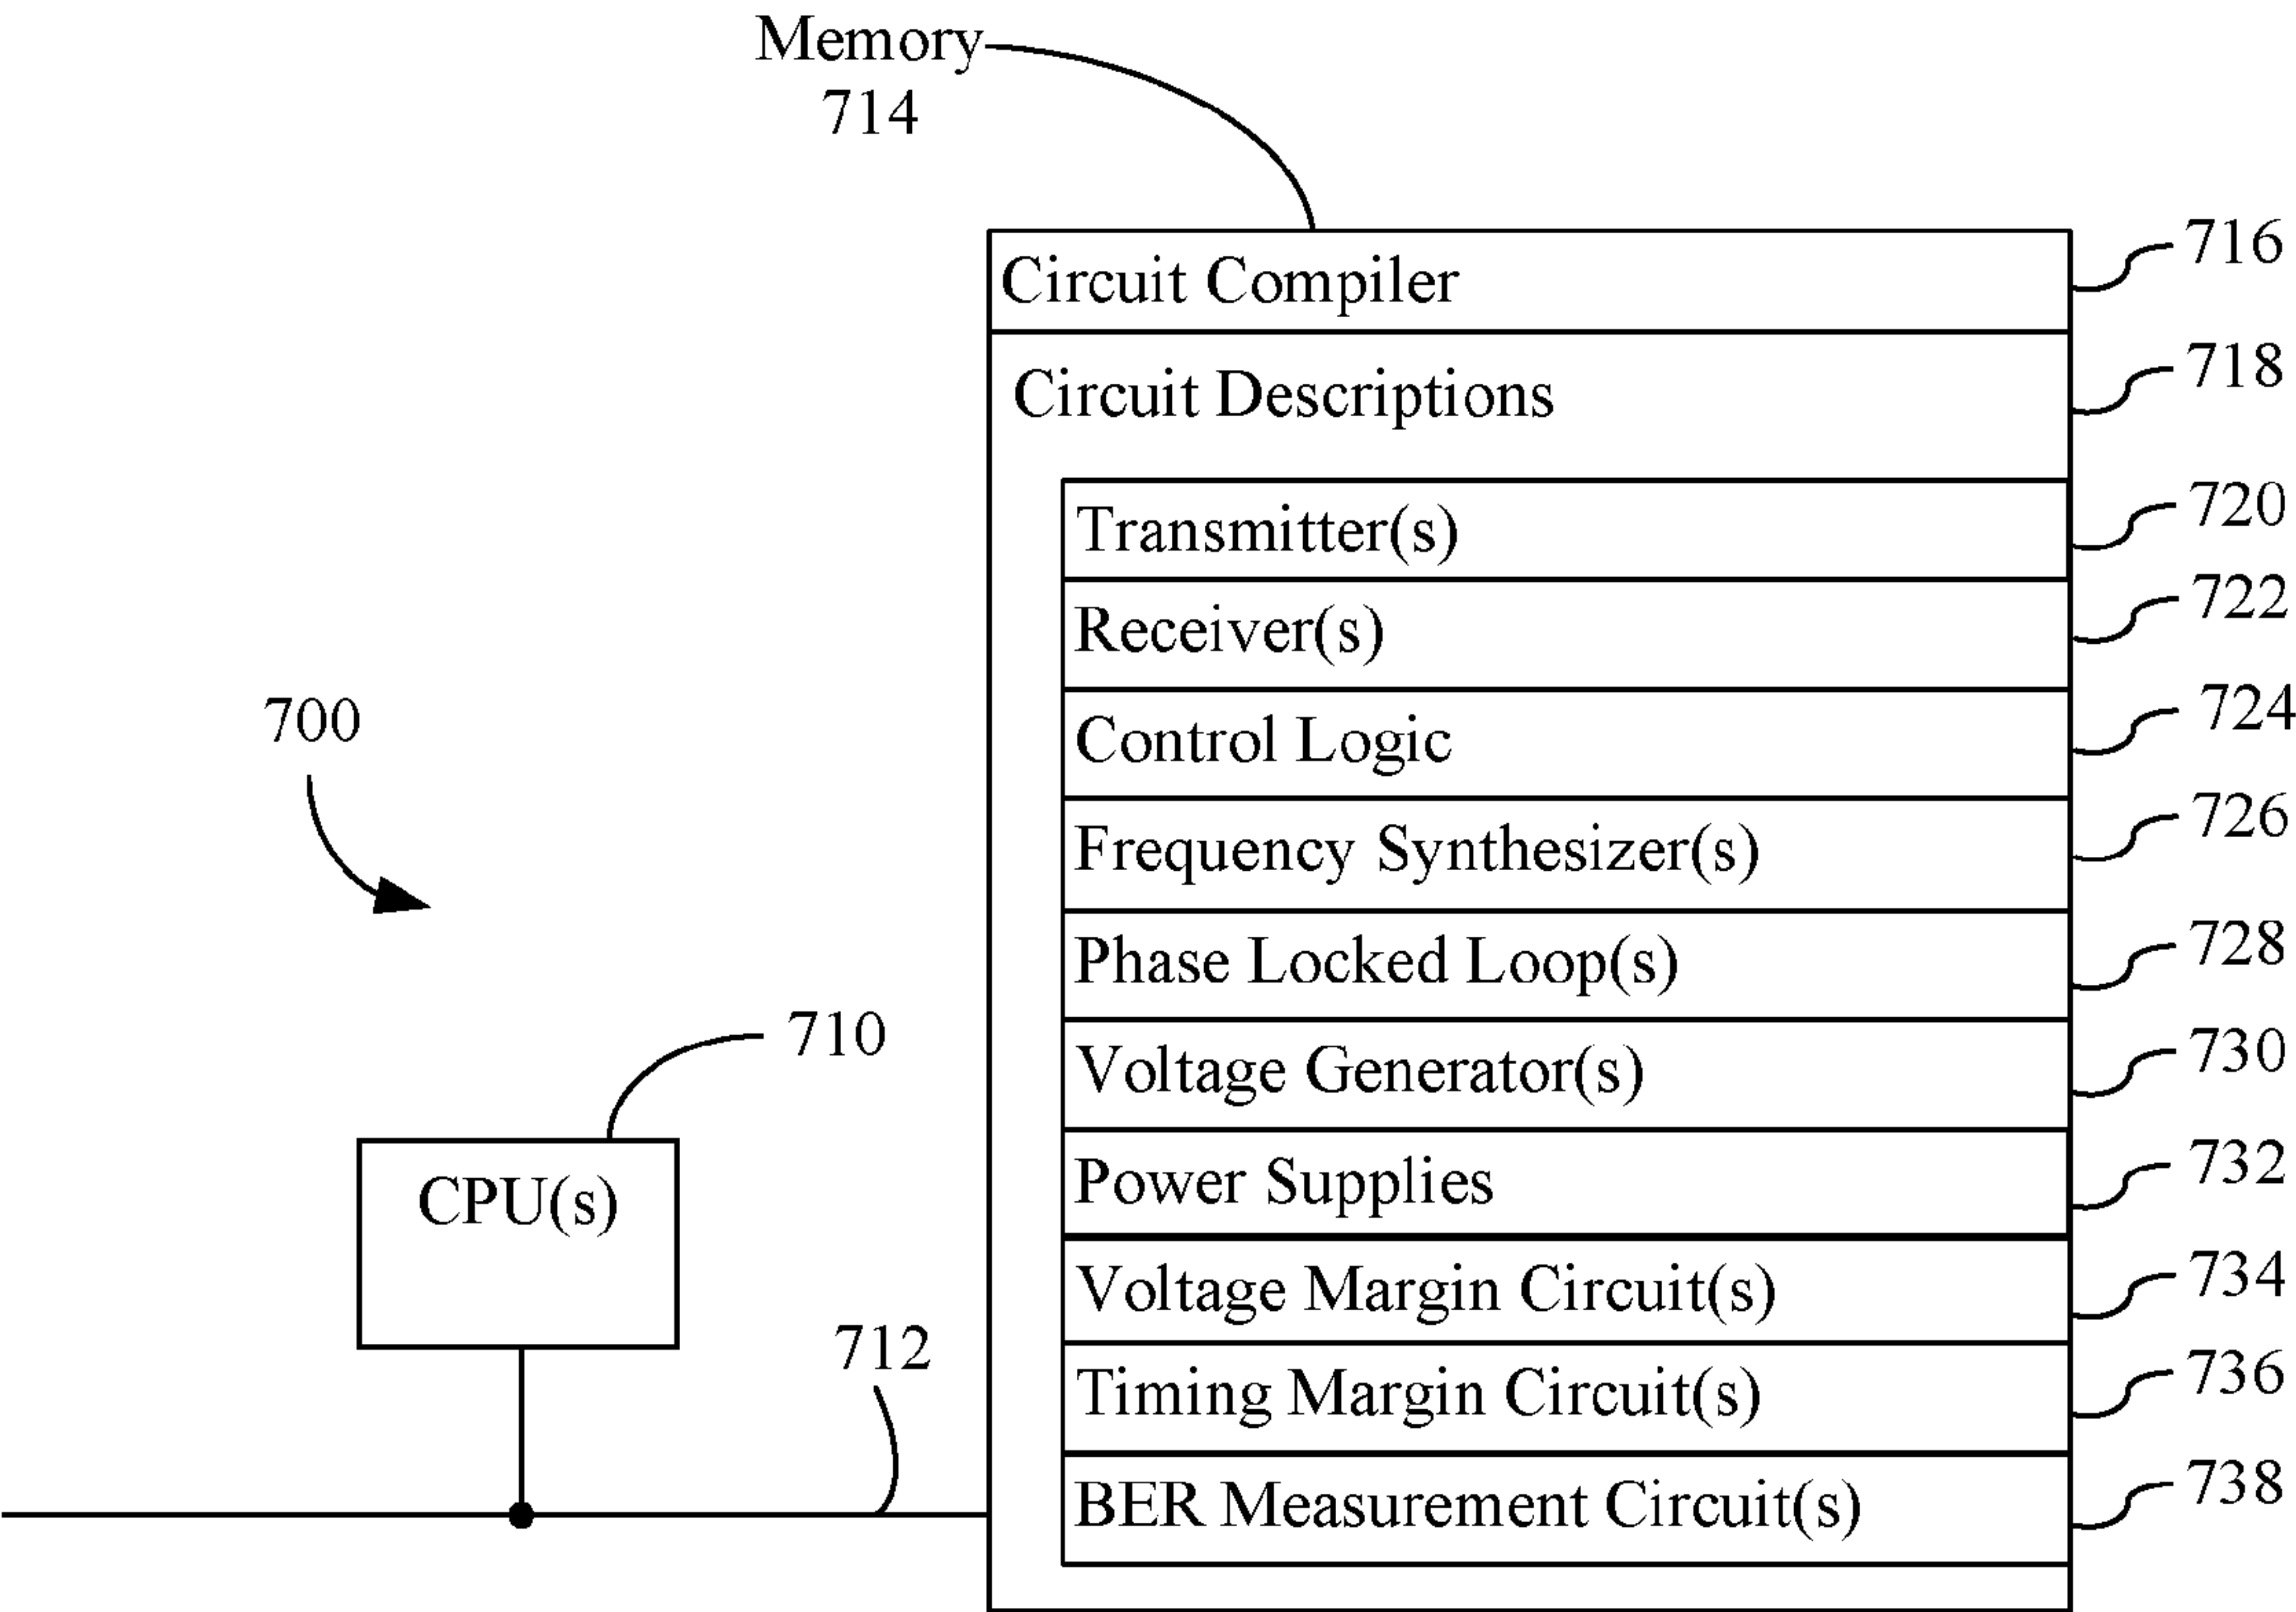 Memory
714
Circuit Compiler
716
Circuit Descriptions
718
Transmitter(s)
720
Receiver(s)
722
Control Logic
724
Frequency Synthesizer(s)
726
Phase Locked Loop(s)
728
Voltage Generator(s)
730
Power Supplies
732
Voltage Margin Circuit(s)
734
Timing Margin Circuit(s)
736
BER Measurement Circuit(s)
738
700
710
CPU(s)
712